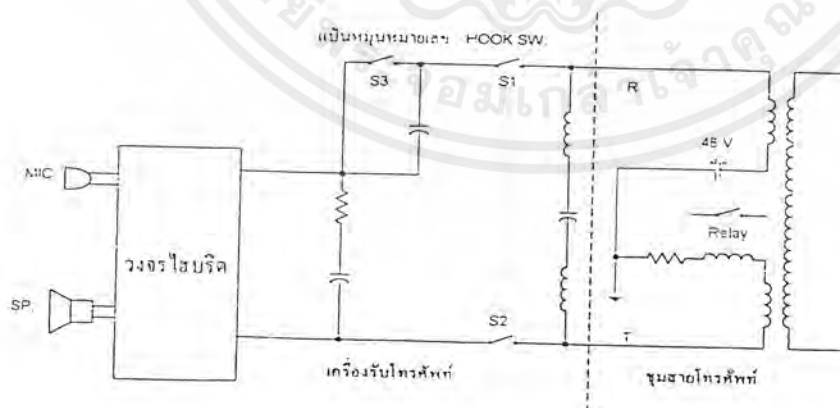 แป้นหมุนหมายเลข HOOK SW.
S3
S1
R
48 V
MIC
Relay
วงจรไฮบริด
SP.
S2
T
เครื่องรับโทรศัพท์
ชุมสายโทรศัพท์